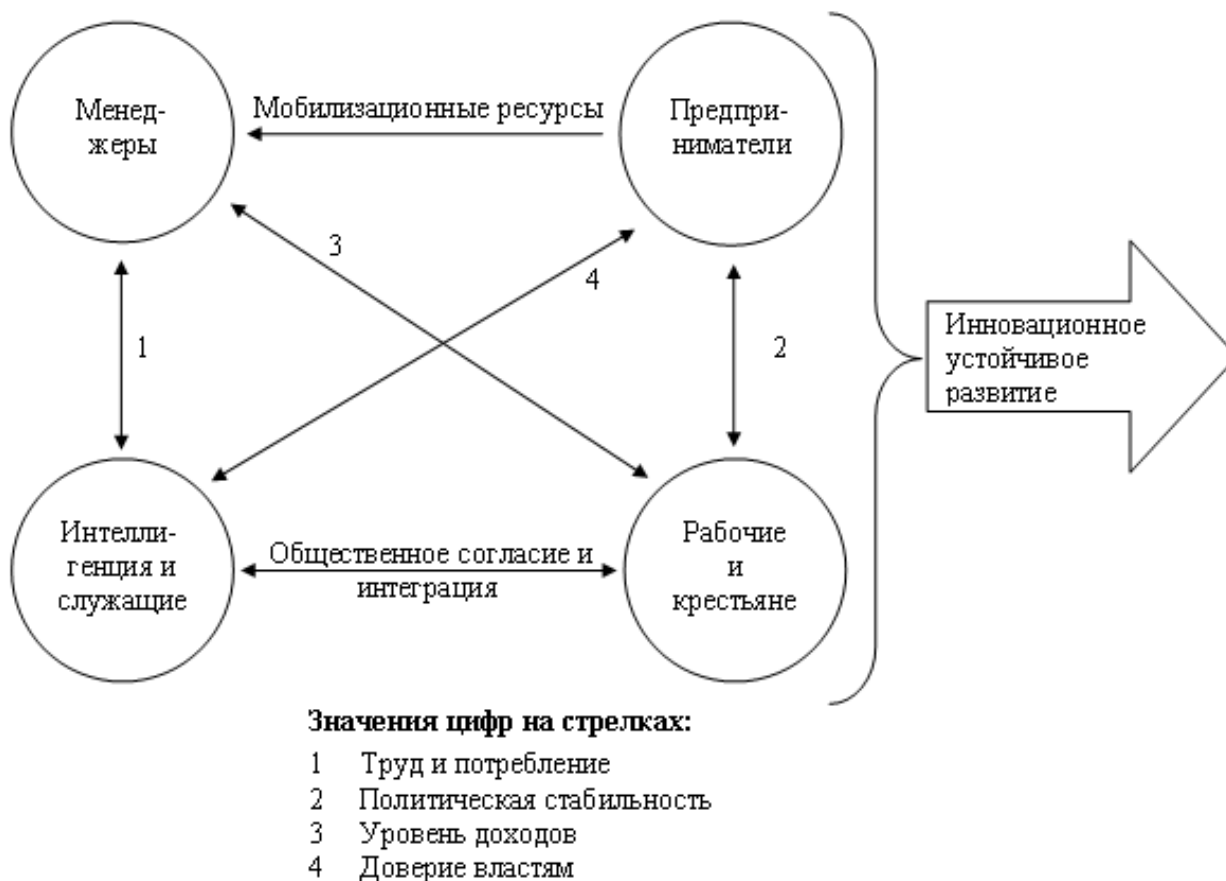 Менед-
жеры
Мобилизационные ресурсы
Предпри-
ниматели
3
4
1
2
Инновационное
устойчивое
развитие
Интелли-
генция и
служащие
Общественное согласие и
интеграция
Рабочие
и
крестьяне
Значения цифр на стрелках:
1 Труд и потребление
2 Политическая стабильность
3 Уровень доходов
4 Доверие властям